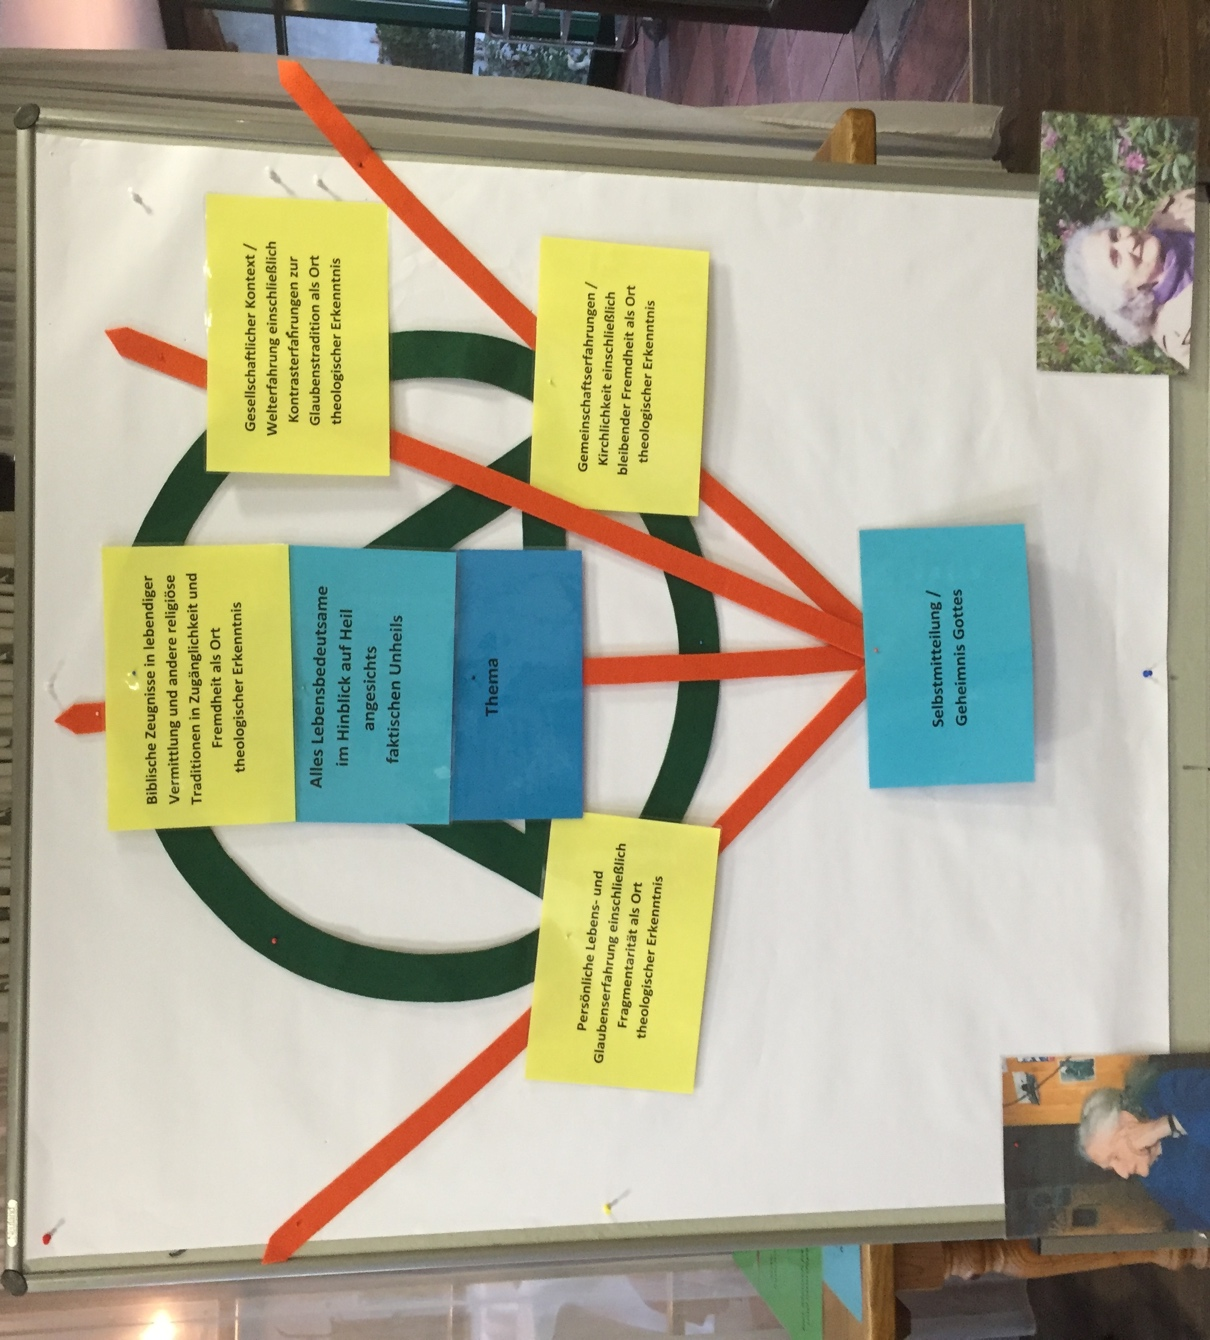 Biblische Zeugnisse in lebendiger
Vermittlung und andere religiöse
Traditionen in Zugänglichkeit und
Fremdheit als Ort
theologischer Erkenntnis
Gesellschaftlicher Kontext /
Welterfahrung einschließlich
Kontrasterfahrungen zur
Glaubenstradition als Ort
theologischer Erkenntnis
Alles Lebensbedeutsame
im Hinblick auf Heil
angesichts
faktischen Unheils
Thema
Persönliche Lebens- und
Glaubenserfahrung einschließlich
Fragmentarität als Ort
theologischer Erkenntnis
Gemeinschaftserfahrungen /
Kirchlichkeit einschließlich
bleibender Fremdheit als Ort
theologischer Erkenntnis
Selbstmitteilung /
Geheimnis Gottes